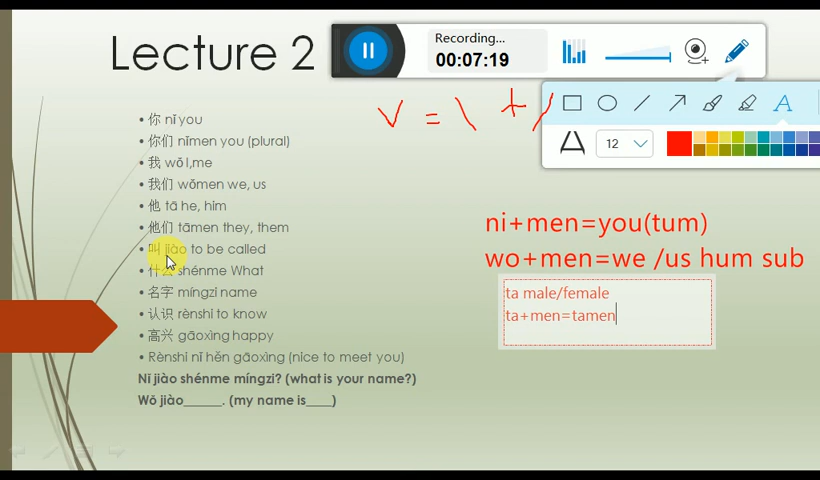 Lecture 2
Recording...
00:07:19
12
V = \ + /
• 你 nǐ you
• 你们 nǐmen you (plural)
• 我 wǒ I,me
• 我们 wǒmen we, us
• 他 tā he, him
• 他们 tāmen they, them
• 叫 jiào to be called
• 什么 shénme What
• 名字 míngzi name
• 认识 rènshi to know
• 高兴 gāoxìng happy
• Rènshi nǐ hěn gāoxìng (nice to meet you)
Nǐ jiào shénme míngzi? (what is your name?)
Wǒ jiào______. (my name is____)
ni+men=you(tum)
wo+men=we /us hum sub
ta male/female
ta+men=tamen